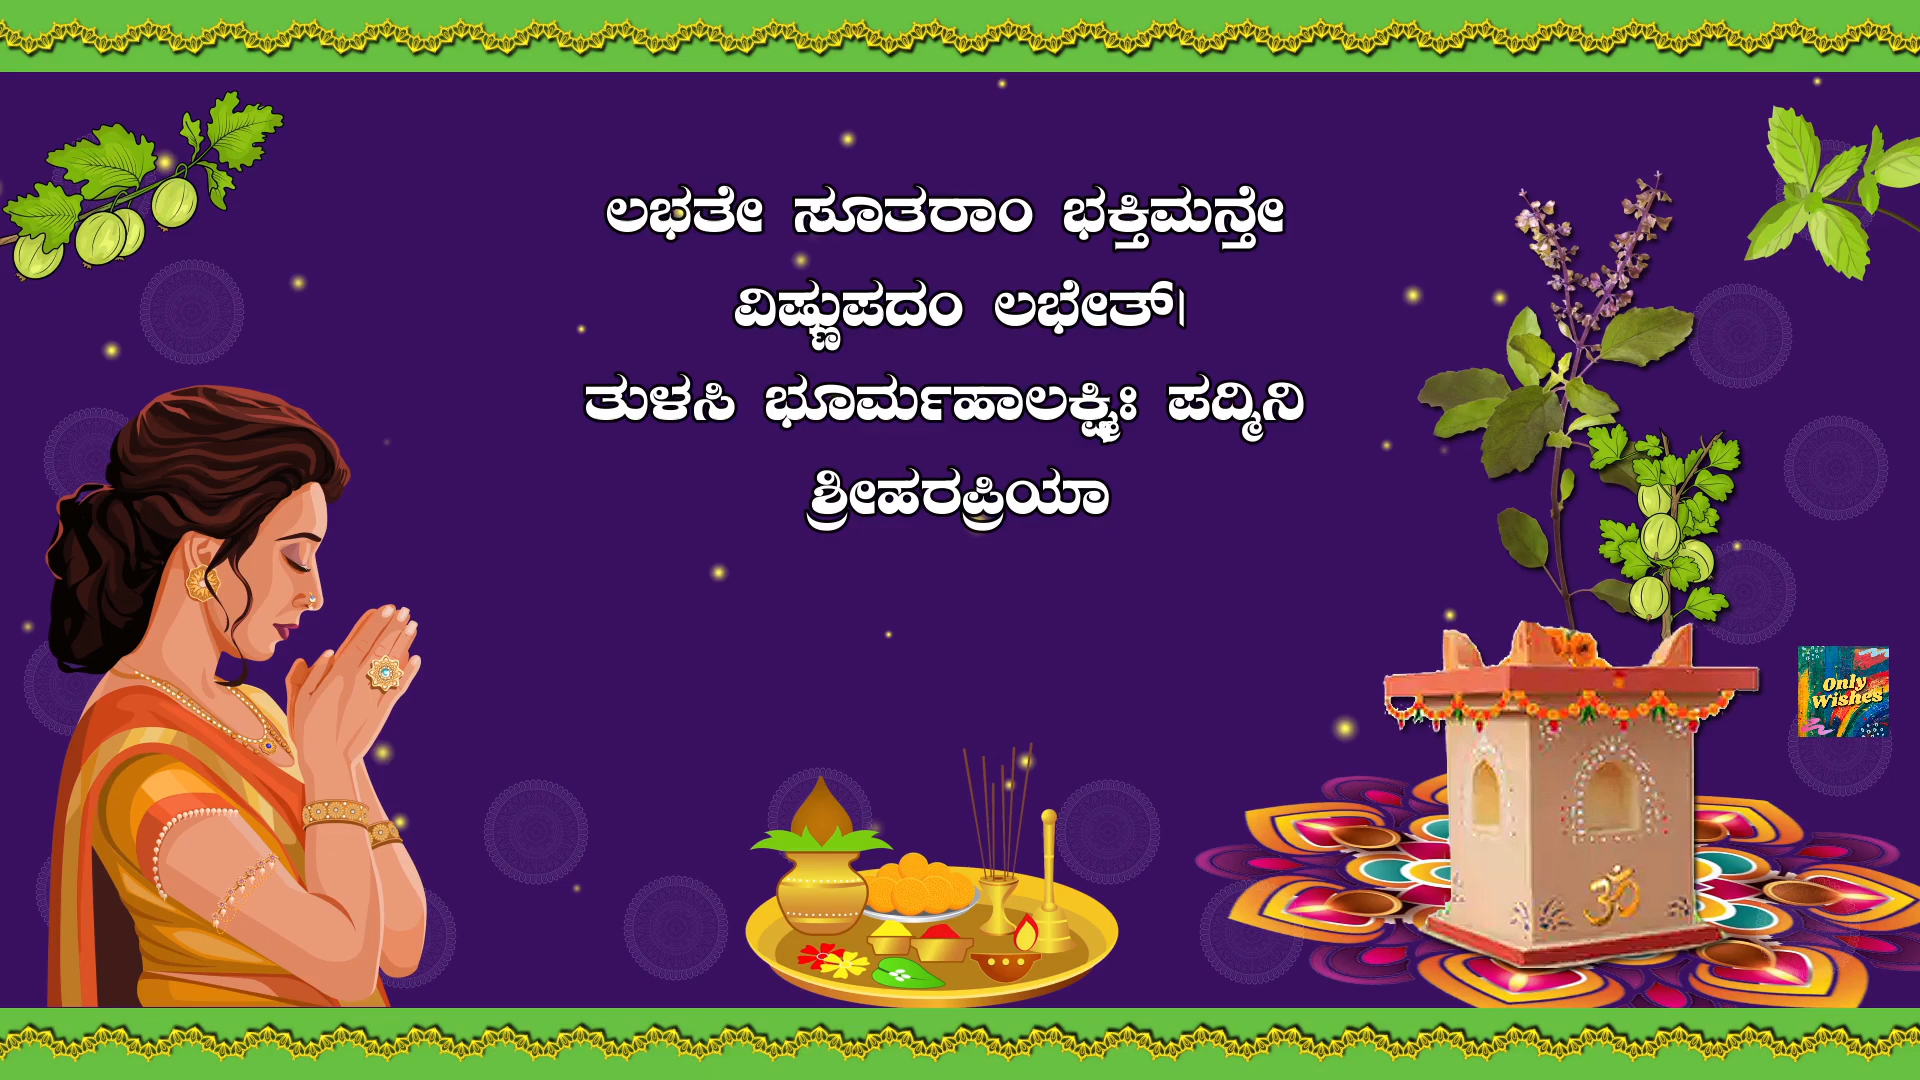 ಲಭತೇ ಸೂತರಾಂ ಭಕ್ತಿಮನ್ತೇ
ವಿಷ್ಣುಪದಂ ಲಭೇತ್|
ತುಳಸಿ ಭೂರ್ಮಹಾಲಕ್ಷ್ಮಿಃ ಪದ್ಮಿನಿ
ಶ್ರೀಹರಪ್ರಿಯಾ
Only
Wishes
ॐ